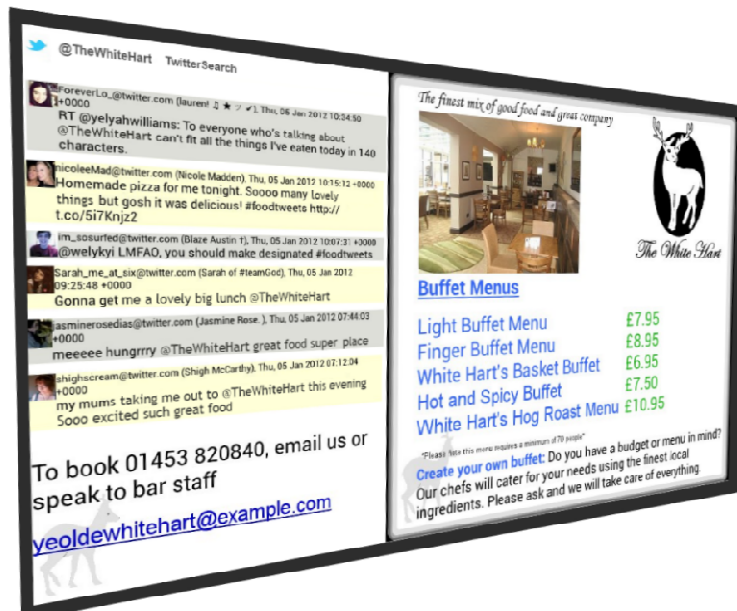 @TheWhiteHart TwitterSearch
ForeverLo_@twitter.com (lauren! ♫ ★ ツ ✔), Thu, 05 Jan 2012 10:34:50
+0000
RT @yelyahwilliams: To everyone who's talking about
@TheWhiteHart can't fit all the things I've eaten today in 140
characters.
nicoleeMad@twitter.com (Nicole Madden), Thu, 05 Jan 2012 10:15:12 +0000
Homemade pizza for me tonight. Soooo many lovely
things but gosh it was delicious! #foodtweets http://
t.co/5i7Knjz2
im_sosurfed@twitter.com (Blaze Austin †), Thu, 05 Jan 2012 10:07:31 +0000
@welykyi LMFAO, you should make designated #foodtweets
Sarah_me_at_six@twitter.com (Sarah of #teamGod), Thu, 05 Jan 2012
09:25:48 +0000
Gonna get me a lovely big lunch @TheWhiteHart
asminerosedias@twitter.com (Jasmine Rose. ), Thu, 05 Jan 2012 07:44:03
+0000
meeeee hungrrry @TheWhiteHart great food super place
shighscream@twitter.com (Shigh McCarthy), Thu, 05 Jan 2012 07:12:04
+0000
my mums taking me out to @TheWhiteHart this evening
Sooo excited such great food
To book 01453 820840, email us or
speak to bar staff
yeoldewhitehart@example.com
The finest mix of good food and great company
The White Hart
Buffet Menus
Light Buffet Menu £7.95
Finger Buffet Menu £8.95
White Hart's Basket Buffet £6.95
Hot and Spicy Buffet £7.50
White Hart's Hog Roast Menu £10.95
"Please Note this menu requires a minimum of 70 people"
Create your own buffet: Do you have a budget or menu in mind?
Our chefs will cater for your needs using the finest local
ingredients. Please ask and we will take care of everything